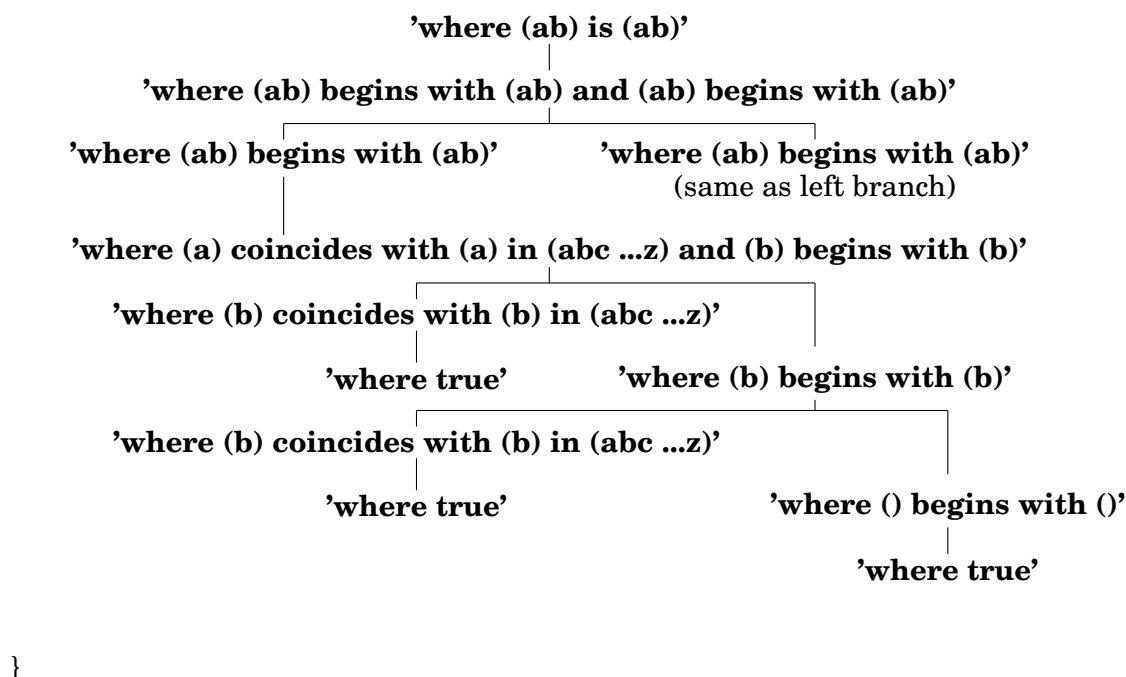 ’where (ab) is (ab)’
’where (ab) begins with (ab) and (ab) begins with (ab)’
’where (ab) begins with (ab)’ ’where (ab) begins with (ab)’
(same as left branch)
’where (a) coincides with (a) in (abc ...z) and (b) begins with (b)’
’where (b) coincides with (b) in (abc ...z)’
’where true’ ’where (b) begins with (b)’
’where (b) coincides with (b) in (abc ...z)’
’where true’ ’where () begins with ()’
’where true’
}